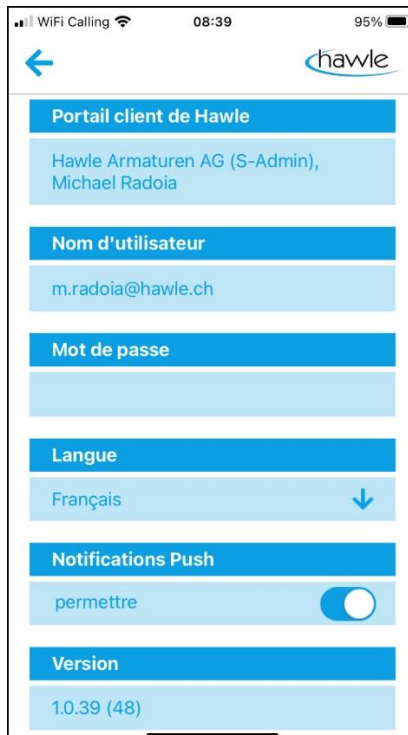 WiFi Calling 08:39 95%
hawle
Portail client de Hawle
Hawle Armaturen AG (S-Admin),
Michael Radoia
Nom d'utilisateur
m.radoia@hawle.ch
Mot de passe
Langue
Français
Notifications Push
permettre
Version
1.0.39 (48)